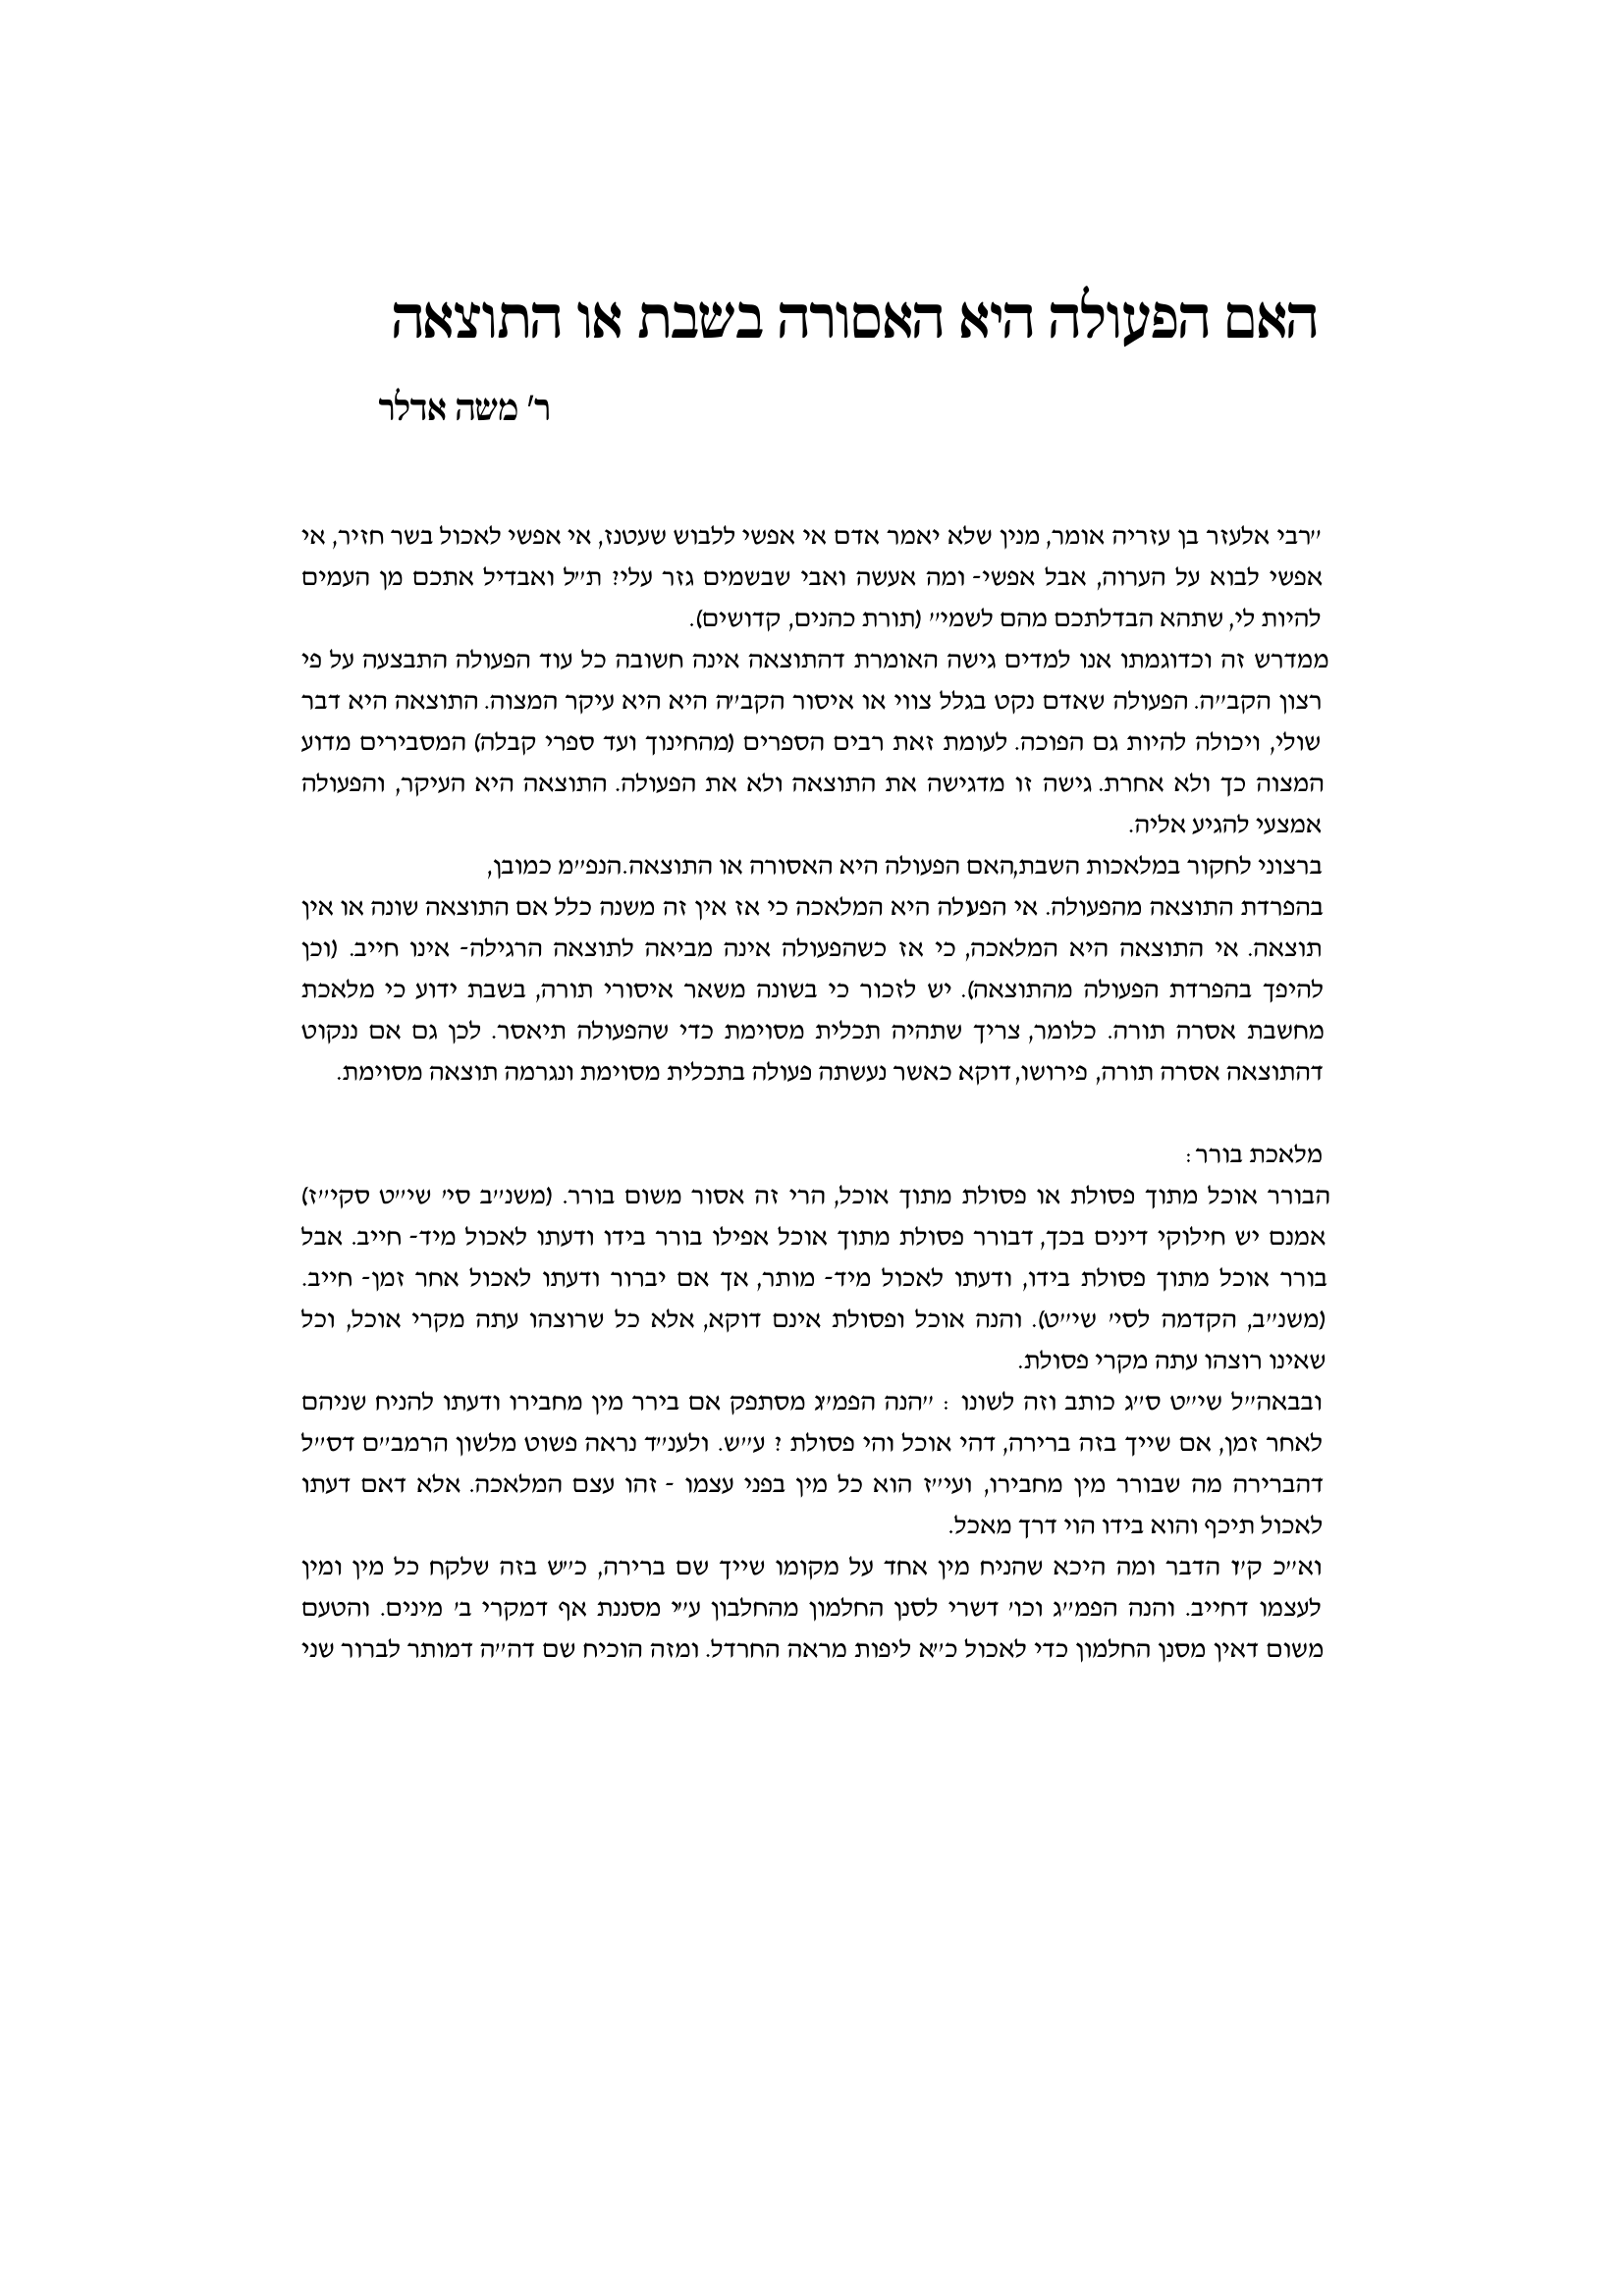 האם הפעולה היא האסורה בשבת או התוצאה
ר' משה אדלר
"רבי אלעזר בן עזריה אומר, מנין שלא יאמר אדם אי אפשי ללבוש שעטנז, אי אפשי לאכול בשר חזיר, אי
אפשי לבוא על הערוה, אבל אפשי- ומה אעשה ואבי שבשמים גזר עלי? ת"ל ואבדיל אתכם מן העמים
להיות לי, שתהא הבדלתכם מהם לשמי" (תורת כהנים, קדושים).
ממדרש זה וכדוגמתו אנו למדים גישה האומרת דהתוצאה אינה חשובה כל עוד הפעולה התבצעה על פי
רצון הקב"ה. הפעולה שאדם נקט בגלל צווי או איסור הקב"ה היא היא עיקר המצוה. התוצאה היא דבר
שולי, ויכולה להיות גם הפוכה. לעומת זאת רבים הספרים (מהחינוך ועד ספרי קבלה) המסבירים מדוע
המצוה כך ולא אחרת. גישה זו מדגישה את התוצאה ולא את הפעולה. התוצאה היא העיקר, והפעולה
אמצעי להגיע אליה.
ברצוני לחקור במלאכות השבת,האם הפעולה היא האסורה או התוצאה.הנפ"מ כמובן,
בהפרדת התוצאה מהפעולה. אי הפעלה היא המלאכה כי אז אין זה משנה כלל אם התוצאה שונה או אין
תוצאה. אי התוצאה היא המלאכה, כי אז כשהפעולה אינה מביאה לתוצאה הרגילה- אינו חייב. (וכן
להיפך בהפרדת הפעולה מהתוצאה). יש לזכור כי בשונה משאר איסורי תורה, בשבת ידוע כי מלאכת
מחשבת אסרה תורה. כלומר, צריך שתהיה תכלית מסוימת כדי שהפעולה תיאסר. לכן גם אם ננקוט
דהתוצאה אסרה תורה, פירושו, דוקא כאשר נעשתה פעולה בתכלית מסוימת ונגרמה תוצאה מסוימת.
מלאכת בורר:
הבורר אוכל מתוך פסולת או פסולת מתוך אוכל, הרי זה אסור משום בורר. (משנ"ב סי' שי"ט סקי"ז)
אמנם יש חילוקי דינים בכך, דבורר פסולת מתוך אוכל אפילו בורר בידו ודעתו לאכול מיד- חייב. אבל
בורר אוכל מתוך פסולת בידו, ודעתו לאכול מיד- מותר, אך אם יברור ודעתו לאכול אחר זמן- חייב.
(משנ"ב, הקדמה לסי' שי"ט). והנה אוכל ופסולת אינם דוקא, אלא כל שרוצהו עתה מקרי אוכל, וכל
שאינו רוצהו עתה מקרי פסולת.
ובבאה"ל שי"ט ס"ג כותב וזה לשונו : "הנה הפמ"ג מסתפק אם בירר מין מחבירו ודעתו להניח שניהם
לאחר זמן, אם שייך בזה ברירה, דהי אוכל והי פסולת ? ע"ש. ולענ"ד נראה פשוט מלשון הרמב"ם דס"ל
דהברירה מה שבורר מין מחבירו, ועי"ז הוא כל מין בפני עצמו - זהו עצם המלאכה. אלא דאם דעתו
לאכול תיכף והוא בידו הוי דרך מאכל.
וא"כ ק"ו הדבר ומה היכא שהניח מין אחד על מקומו שייך שם ברירה, כ"ש בזה שלקח כל מין ומין
לעצמו דחייב. והנה הפמ"ג וכו' דשרי לסנן החלמון מהחלבון ע"י מסננת אף דמקרי ב' מינים. והטעם
משום דאין מסנן החלמון כדי לאכול כ"א ליפות מראה החרדל. ומזה הוכיח שם דה"ה דמותר לברור שני